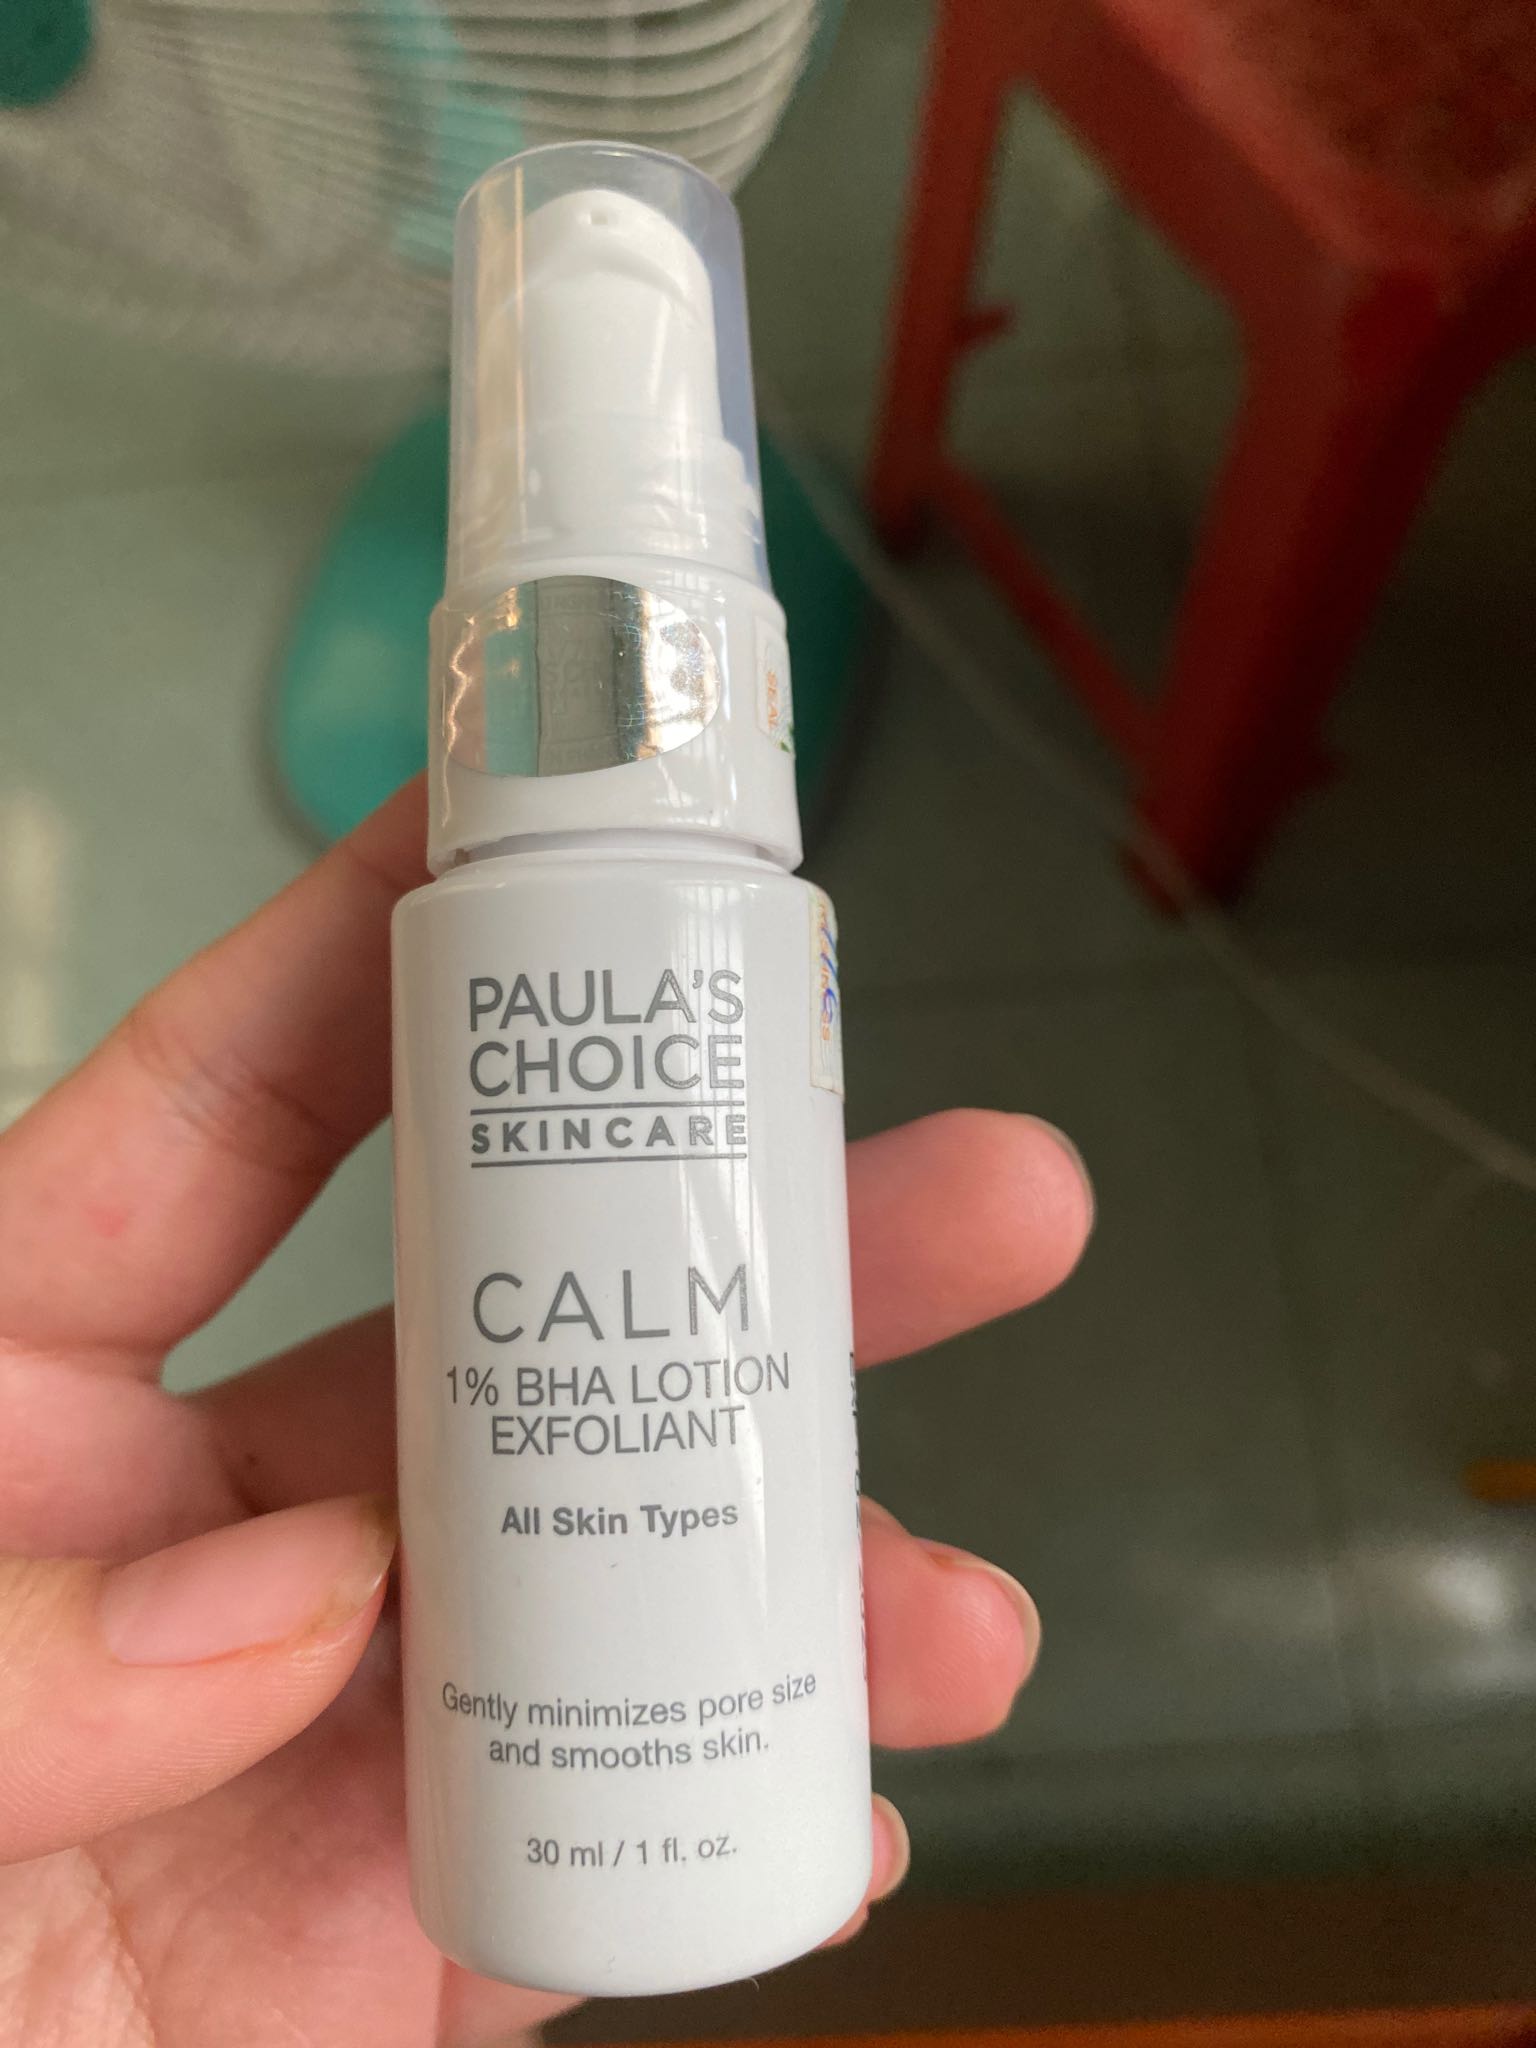 SEAL
PAULA'S
CHOICE
SKINCARE
CALM
1% BHA LOTION
EXFOLIANT
All Skin Types
Gently minimizes pore size
and smooths skin.
30 ml / 1 fl. oz.